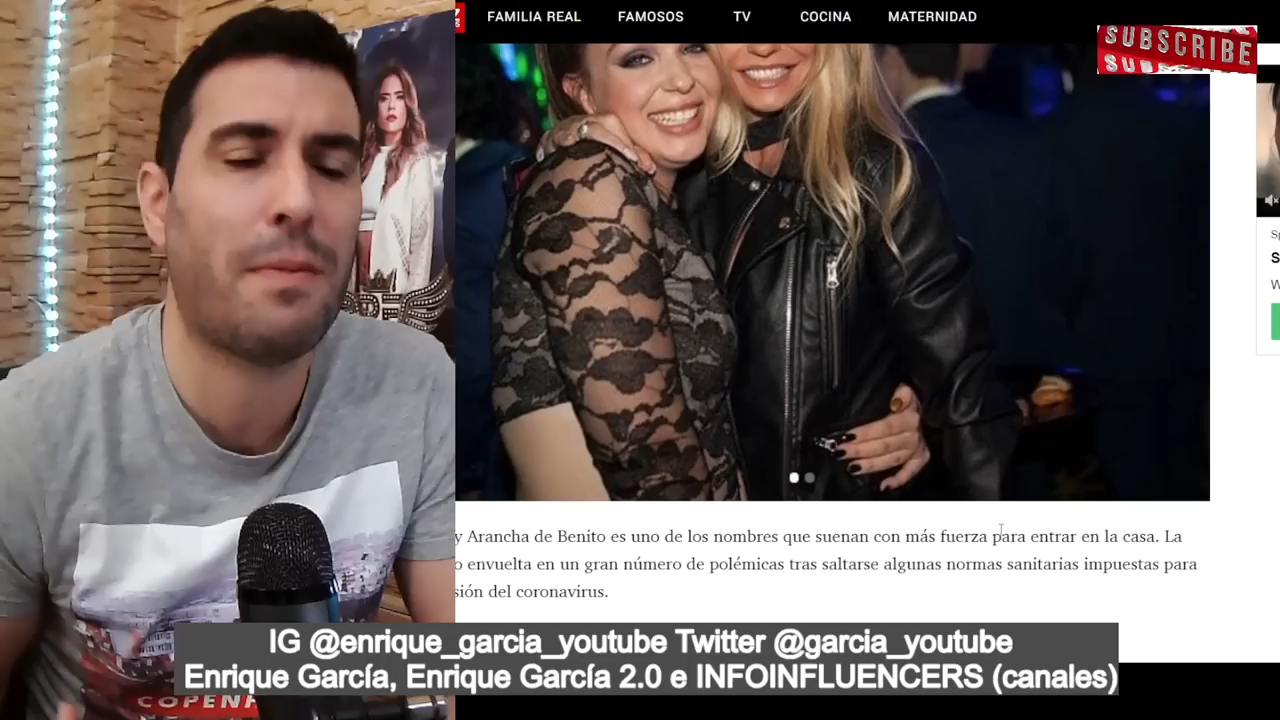 FAMILIA REAL FAMOSOS TV COCINA MATERNIDAD
SUBSCRIBE
y Arancha de Benito es uno de los nombres que suenan con más fuerza para entrar en la casa. La
o envuelta en un gran número de polémicas tras saltarse algunas normas sanitarias impuestas para
sión del coronavirus.
IG @enrique_garcia_youtube Twitter @garcia_youtube
Enrique García, Enrique García 2.0 e INFOINFLUENCERS (canales)